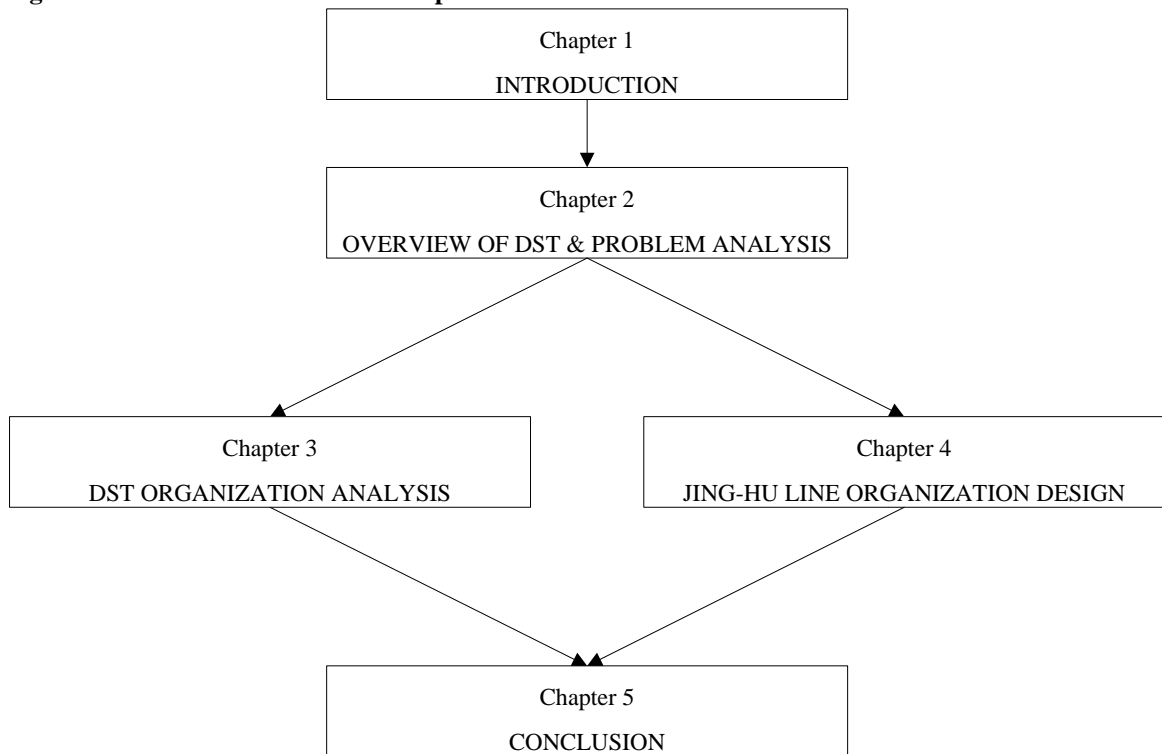 Chapter 1
INTRODUCTION
Chapter 2
OVERVIEW OF DST & PROBLEM ANALYSIS
Chapter 3
DST ORGANIZATION ANALYSIS
Chapter 4
JING-HU LINE ORGANIZATION DESIGN
Chapter 5
CONCLUSION